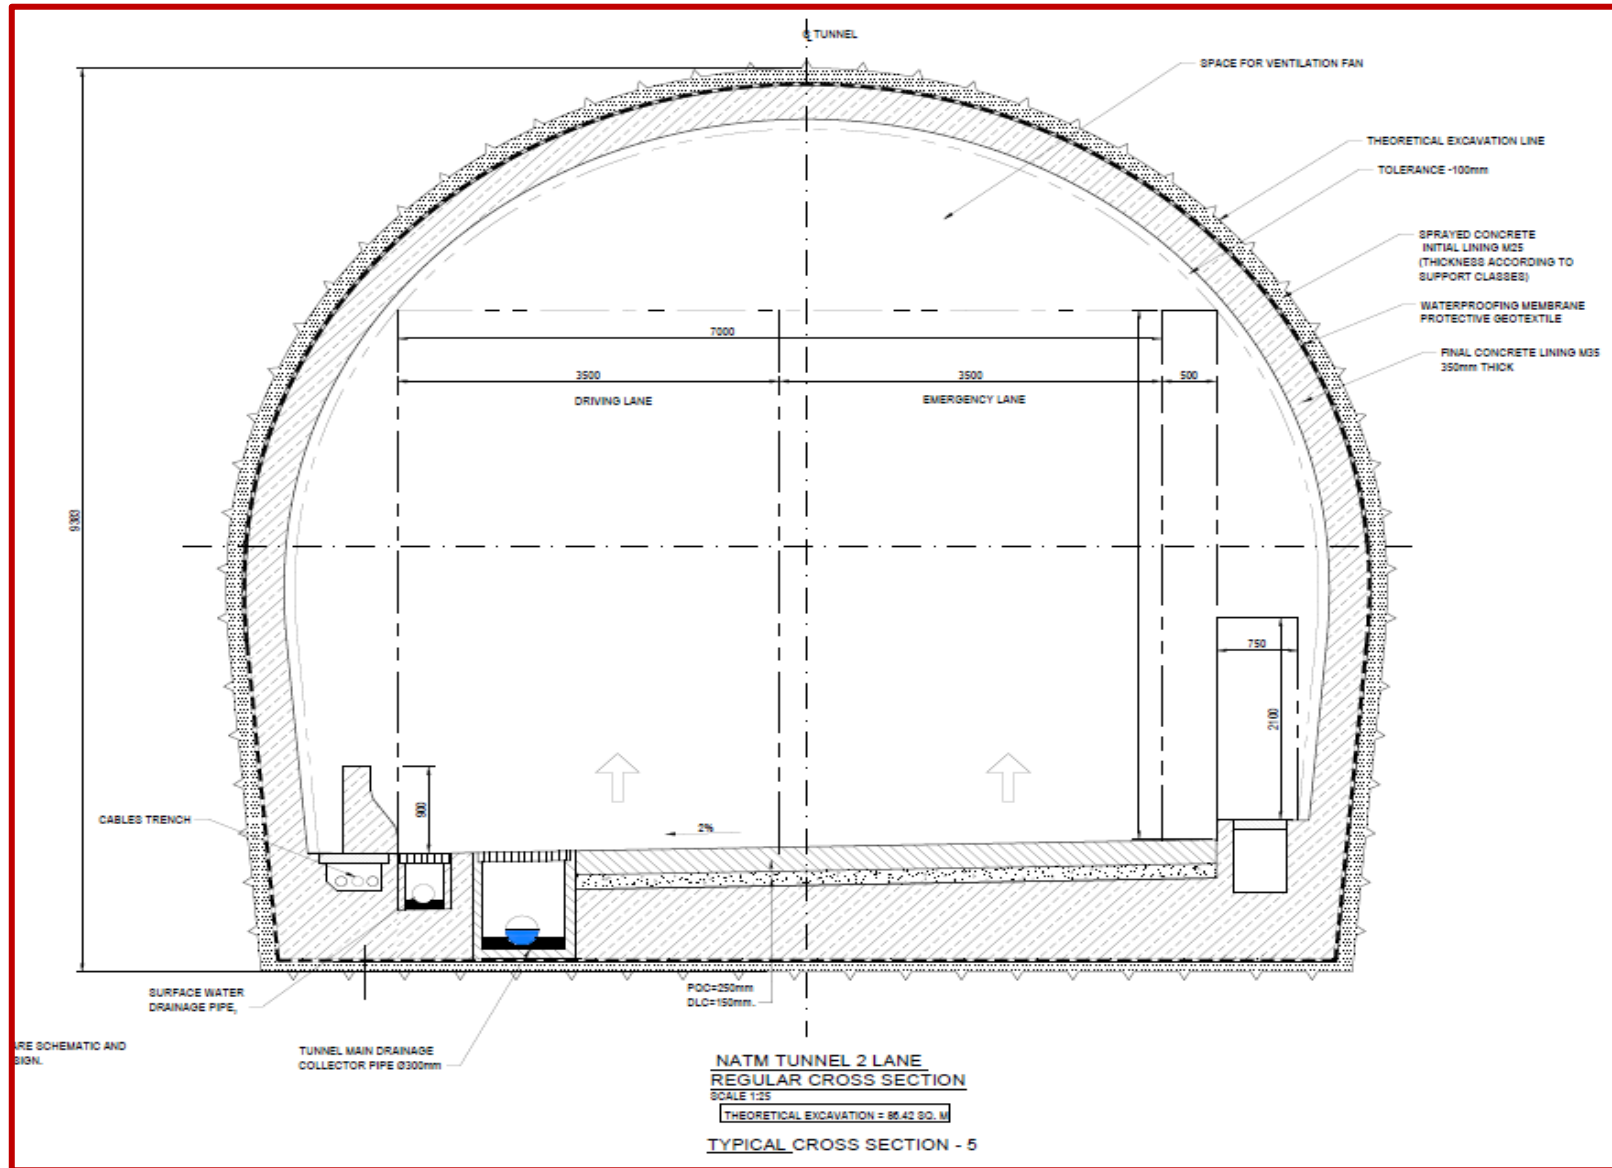 ℄ TUNNEL
SPACE FOR VENTILATION FAN
THEORETICAL EXCAVATION LINE
TOLERANCE -100mm
SPRAYED CONCRETE
INITIAL LINING M25
(THICKNESS ACCORDING TO
SUPPORT CLASSES)
WATERPROOFING MEMBRANE
PROTECTIVE GEOTEXTILE
FINAL CONCRETE LINING M35
350mm THICK
7000
3500
3500
500
DRIVING LANE
EMERGENCY LANE
9303
750
2100
900
2%
CABLES TRENCH
SURFACE WATER
DRAINAGE PIPE,
PQC=250mm
DLC=150mm.
ARE SCHEMATIC AND
SIGN.
TUNNEL MAIN DRAINAGE
COLLECTOR PIPE Ø300mm
NATM TUNNEL 2 LANE
REGULAR CROSS SECTION
SCALE 1:25
THEORETICAL EXCAVATION = 86.42 SQ. M
TYPICAL CROSS SECTION - 5